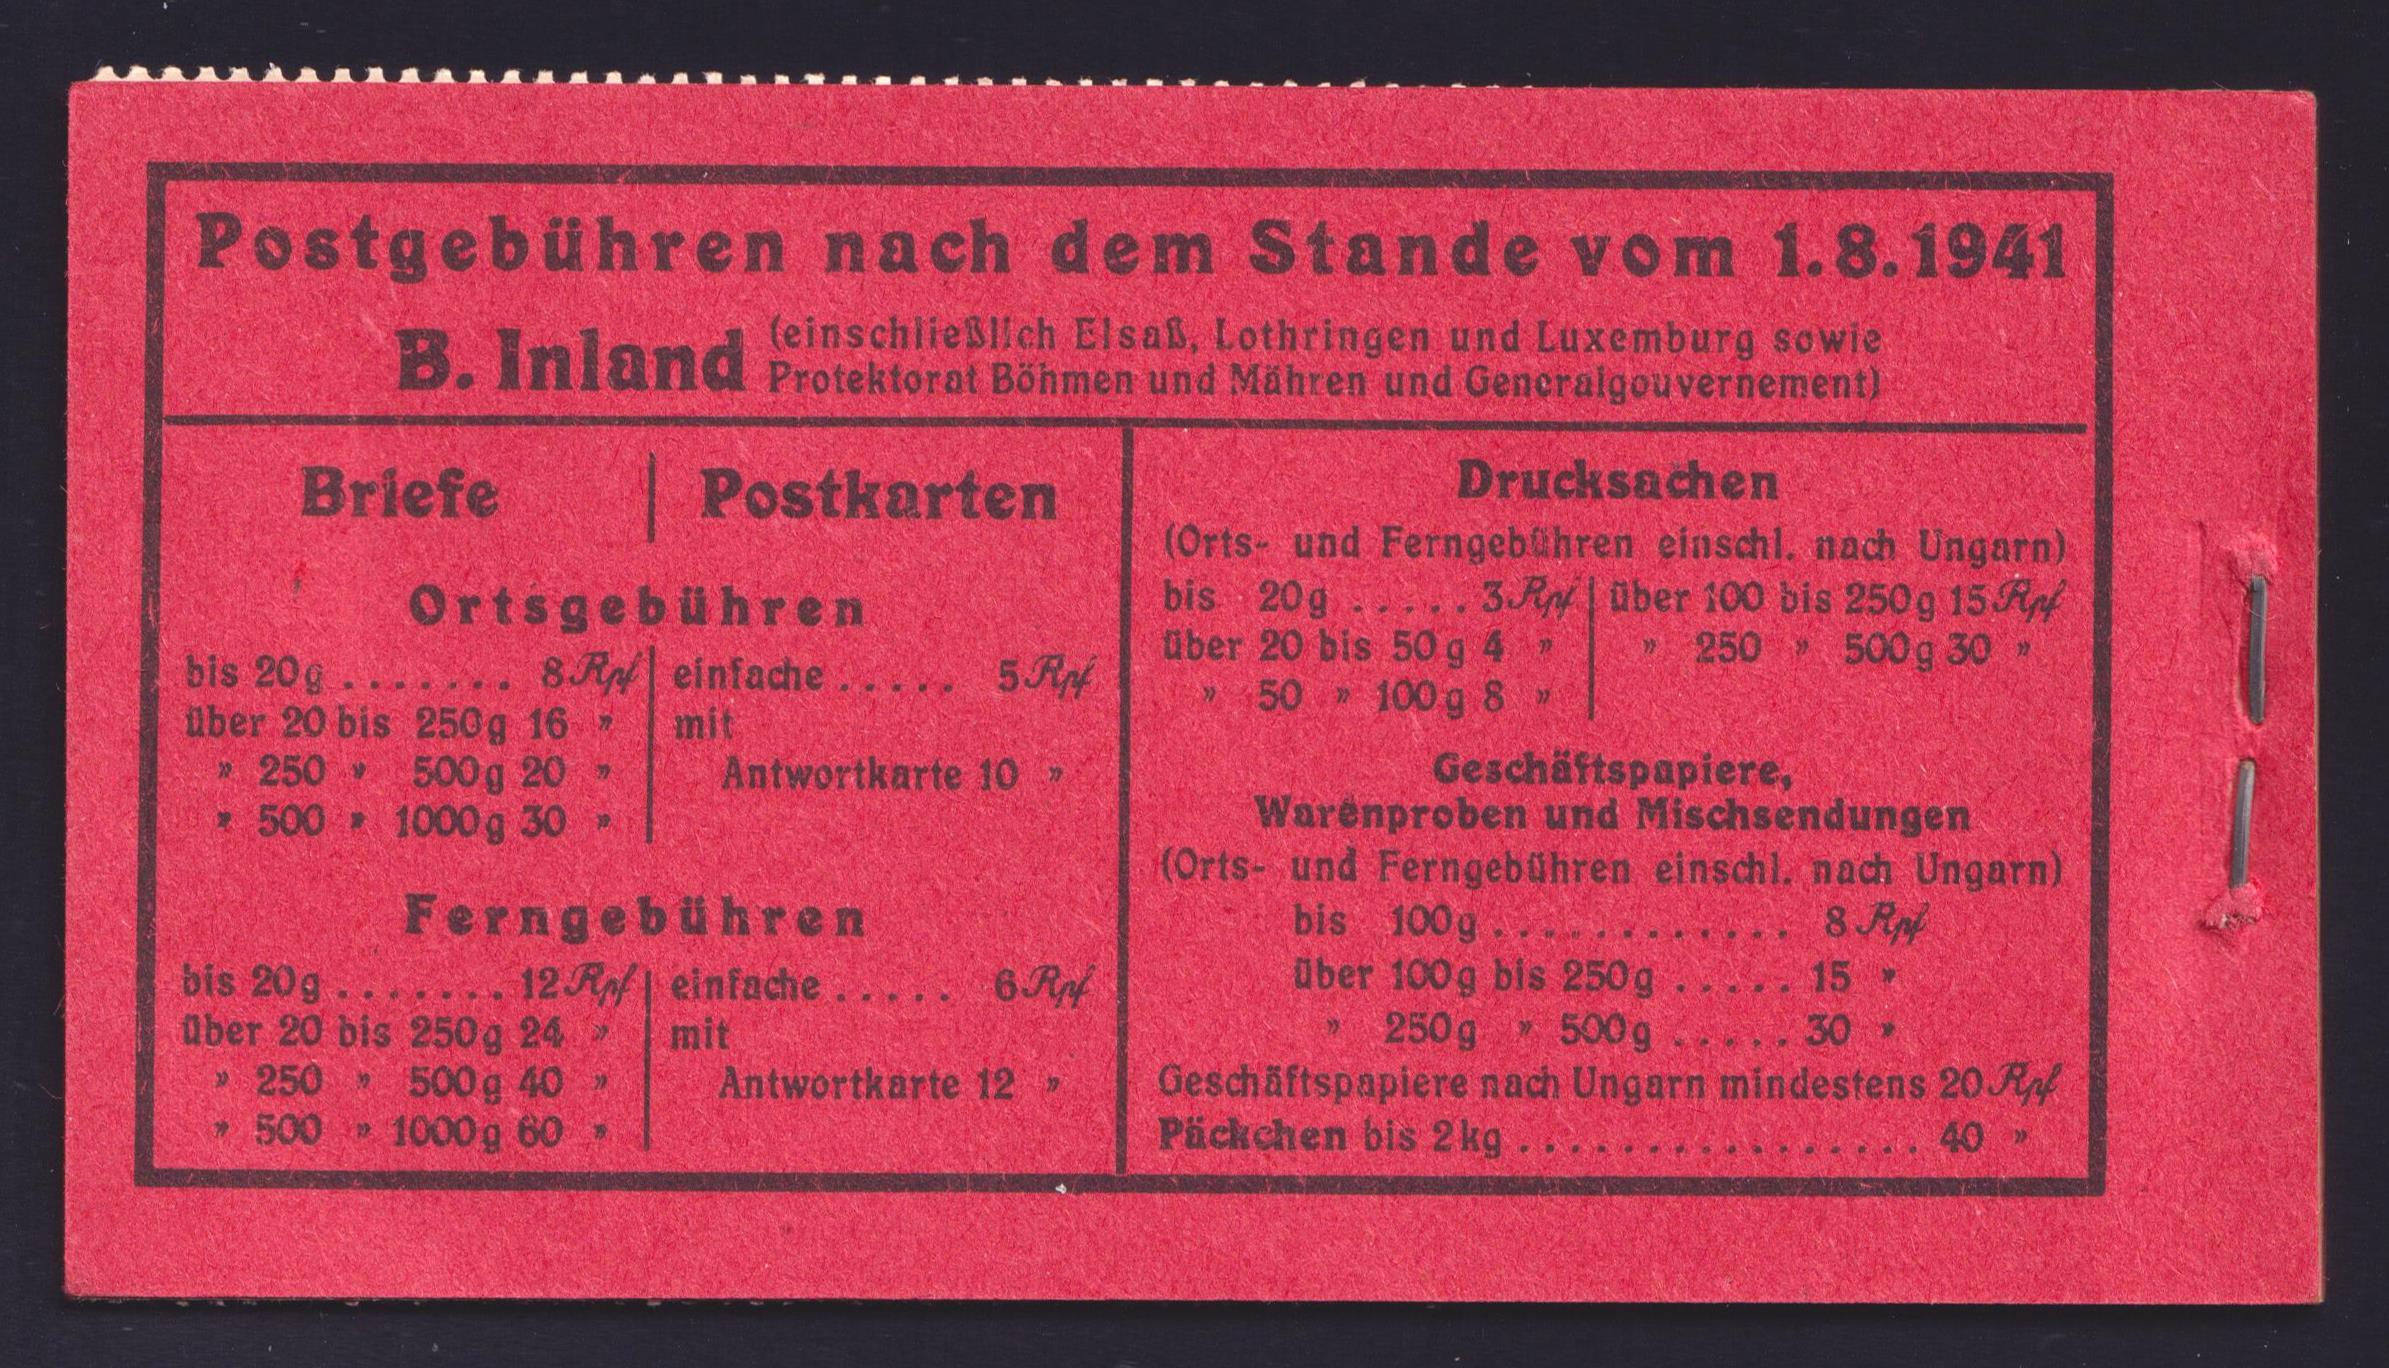 Postgebühren nach dem Stande vom 1.8.1941
B. Inland (einschließlich Elsaß, Lothringen und Luxemburg sowie
Protektorat Böhmen und Mähren und Generalgouvernement)
Briefe | Postkarten
Ortsgebühren
bis 20g ....... 8 Rpf | einfache ..... 5 Rpf
über 20 bis 250g 16 " | mit
" 250 " 500g 20 " | Antwortkarte 10 "
" 500 " 1000g 30 "
Ferngebühren
bis 20g ....... 12 Rpf | einfache ..... 6 Rpf
über 20 bis 250g 24 " | mit
" 250 " 500g 40 " | Antwortkarte 12 "
" 500 " 1000g 60 "
Drucksachen
(Orts- und Ferngebühren einschl. nach Ungarn)
bis 20g ..... 3 Rpf | über 100 bis 250g 15 Rpf
über 20 bis 50g 4 " | " 250 " 500g 30 "
" 50 " 100g 8 "
Geschäftspapiere,
Warenproben und Mischsendungen
(Orts- und Ferngebühren einschl. nach Ungarn)
bis 100g ............ 8 Rpf
über 100g bis 250g ..... 15 "
" 250g " 500g ..... 30 "
Geschäftspapiere nach Ungarn mindestens 20 Rpf
Päckchen bis 2kg ................ 40 "